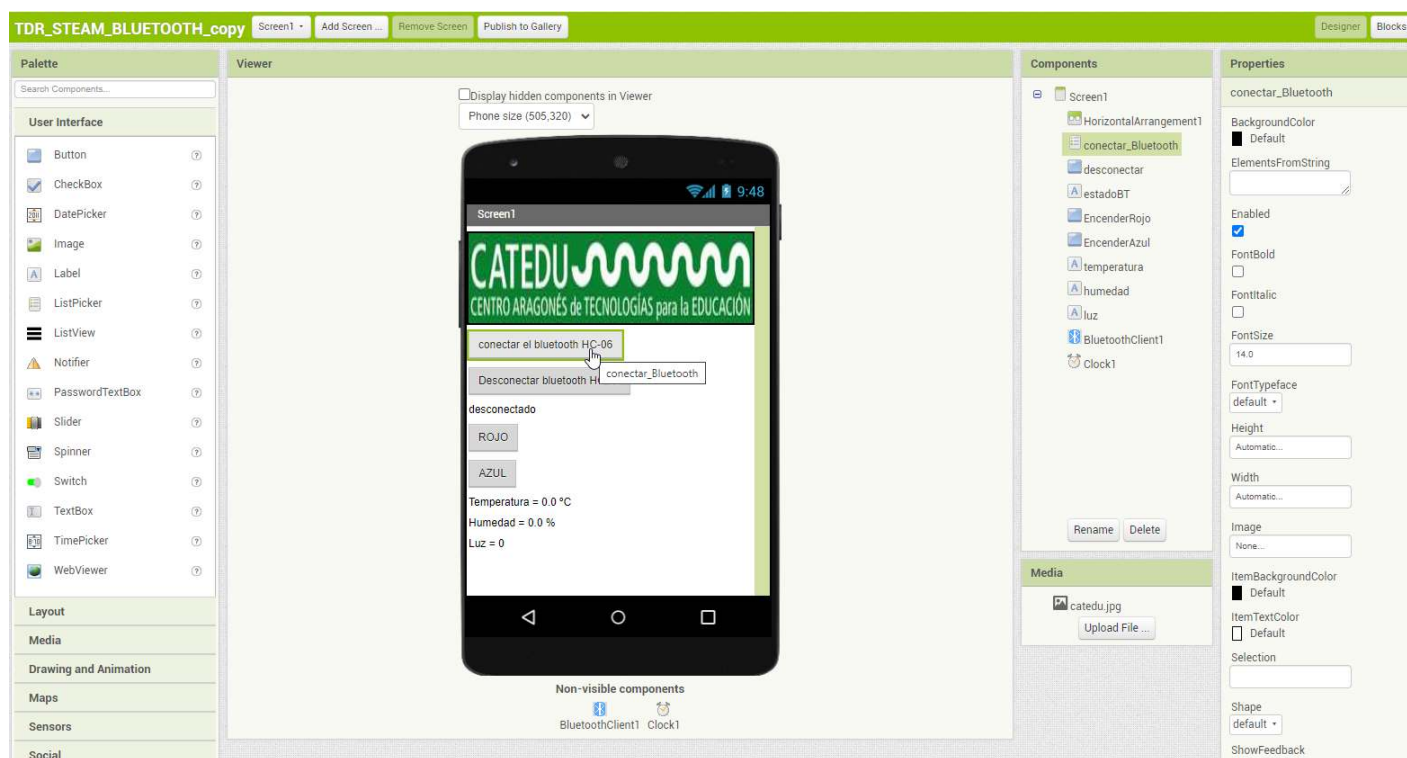 TDR_STEAM_BLUETOOTH_copy
Screen1
Add Screen ...
Remove Screen
Publish to Gallery
Designer
Blocks
Palette
Search Components...
User Interface
Button
CheckBox
DatePicker
Image
Label
ListPicker
ListView
Notifier
PasswordTextBox
Slider
Spinner
Switch
TextBox
TimePicker
WebViewer
Layout
Media
Drawing and Animation
Maps
Sensors
Social
Viewer
Display hidden components in Viewer
Phone size (505,320)
9:48
Screen1
CATEDU
CENTRO ARAGONÉS de TECNOLOGÍAS para la EDUCACIÓN
conectar el bluetooth HC-06
conectar_Bluetooth
Desconectar bluetooth H
desconectado
ROJO
AZUL
Temperatura = 0.0 ºC
Humedad = 0.0 %
Luz = 0
Non-visible components
BluetoothClient1
Clock1
Components
Screen1
HorizontalArrangement1
conectar_Bluetooth
desconectar
estadoBT
EncenderRojo
EncenderAzul
temperatura
humedad
luz
BluetoothClient1
Clock1
Rename
Delete
Media
catedu.jpg
Upload File ...
Properties
conectar_Bluetooth
BackgroundColor
Default
ElementsFromString
Enabled
FontBold
FontItalic
FontSize
14.0
FontTypeface
default
Height
Automatic...
Width
Automatic...
Image
None...
ItemBackgroundColor
Default
ItemTextColor
Default
Selection
Shape
default
ShowFeedback